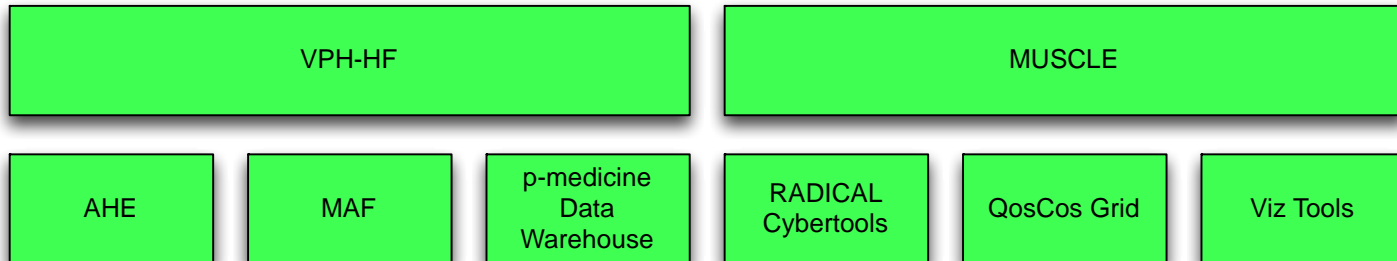 VPH-HF
MUSCLE
AHE
MAF
p-medicine
Data
Warehouse
RADICAL
Cybertools
QosCos Grid
Viz Tools